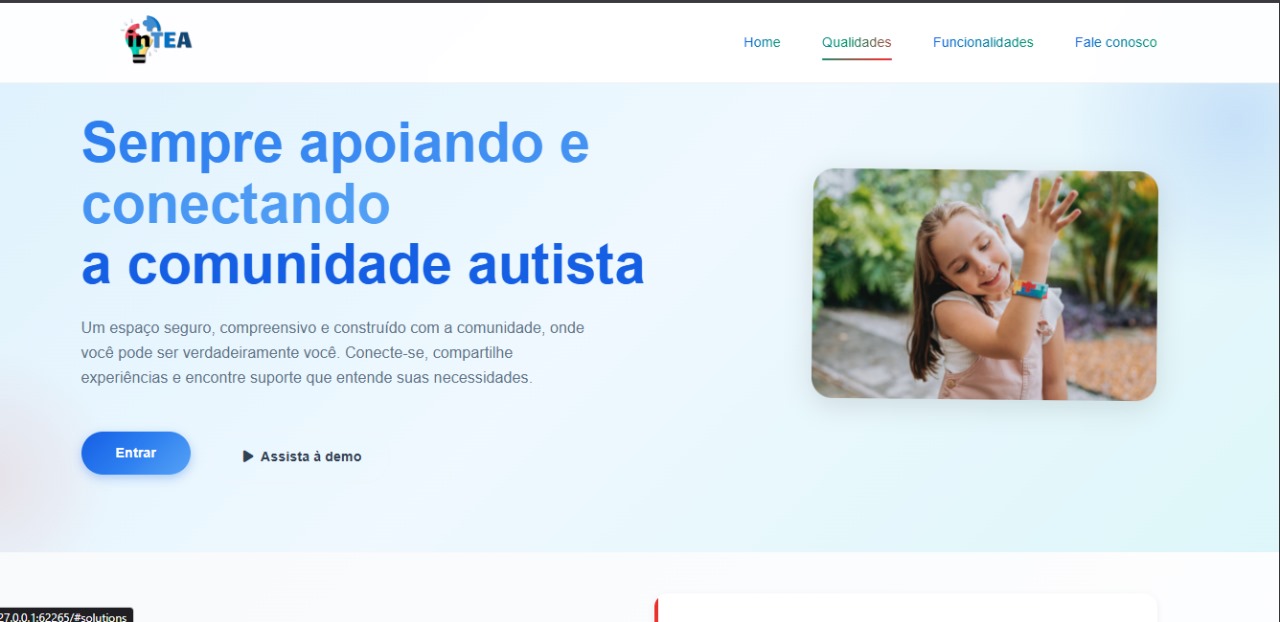 inTEA
Home
Qualidades
Funcionalidades
Fale conosco
Sempre apoiando e
conectando
a comunidade autista
Um espaço seguro, compreensivo e construído com a comunidade, onde
você pode ser verdadeiramente você. Conecte-se, compartilhe
experiências e encontre suporte que entende suas necessidades.
Entrar
Assista à demo
27.0.0.1:62265/#solutions